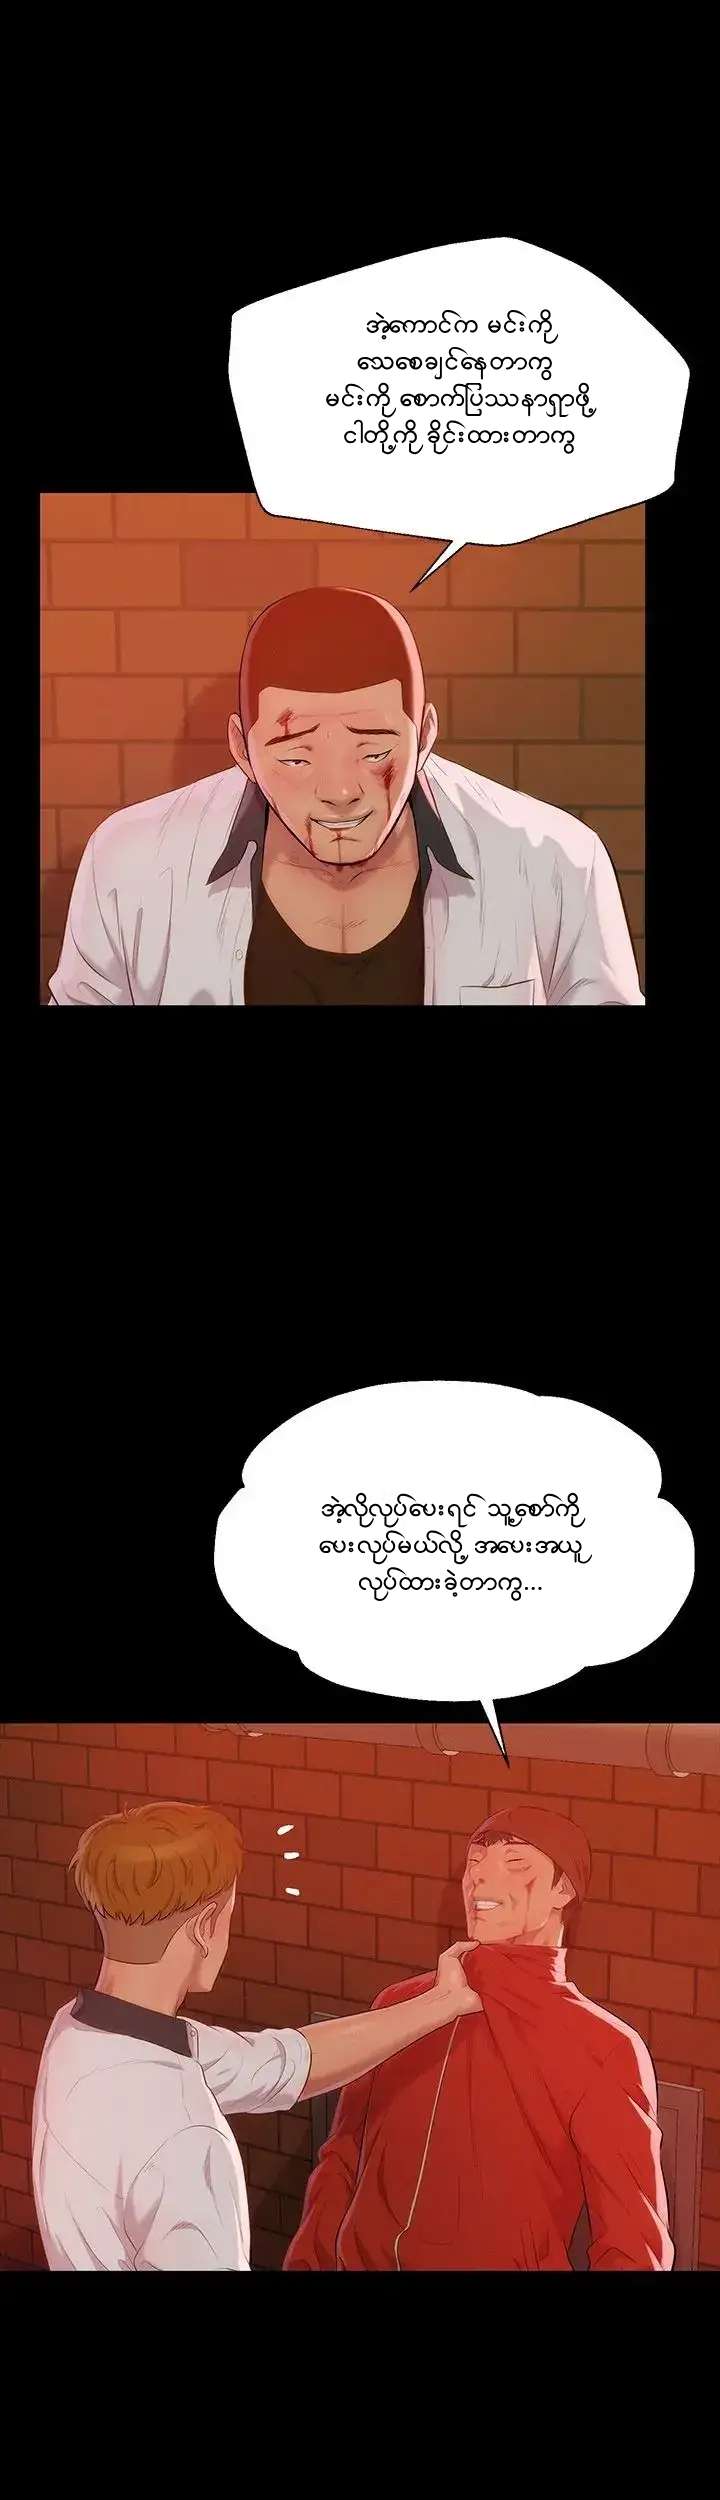 အဲ့ကောင်က မင်းကို
သေစေချင်နေတာကွ
မင်းကို စောက်ပြဿနာရှာဖို့
ငါတို့ကို ခိုင်းထားတာကွ
အဲ့လိုလုပ်ပေးရင် သူ့စော်ကို
ပေးလုပ်မယ်လို့ အပေးအယူ
လုပ်ထားခဲ့တာကွ...